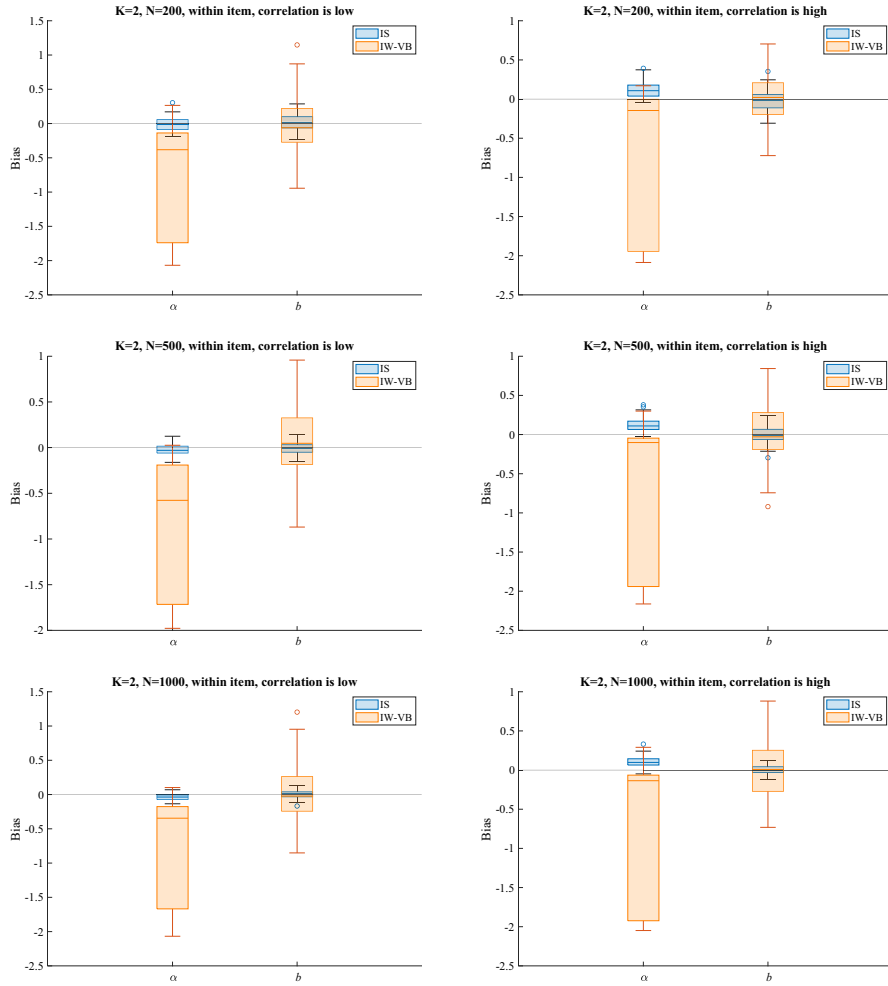 K=2, N=200, within item, correlation is low
1.5
1
0.5
0
-0.5
-1
-1.5
-2
-2.5
Bias
α
b
IS
IW-VB
K=2, N=200, within item, correlation is high
1
0.5
0
-0.5
-1
-1.5
-2
-2.5
Bias
α
b
IS
IW-VB
K=2, N=500, within item, correlation is low
1
0.5
0
-0.5
-1
-1.5
-2
Bias
α
b
IS
IW-VB
K=2, N=500, within item, correlation is high
1
0.5
0
-0.5
-1
-1.5
-2
-2.5
Bias
α
b
IS
IW-VB
K=2, N=1000, within item, correlation is low
1.5
1
0.5
0
-0.5
-1
-1.5
-2
-2.5
Bias
α
b
IS
IW-VB
K=2, N=1000, within item, correlation is high
1
0.5
0
-0.5
-1
-1.5
-2
-2.5
Bias
α
b
IS
IW-VB